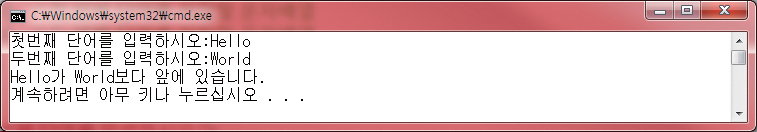 C:₩Windows₩system32₩cmd.exe
첫번째 단어를 입력하시오:Hello
두번째 단어를 입력하시오:World
Hello가 World보다 앞에 있습니다.
계속하려면 아무 키나 누르십시오 . . .